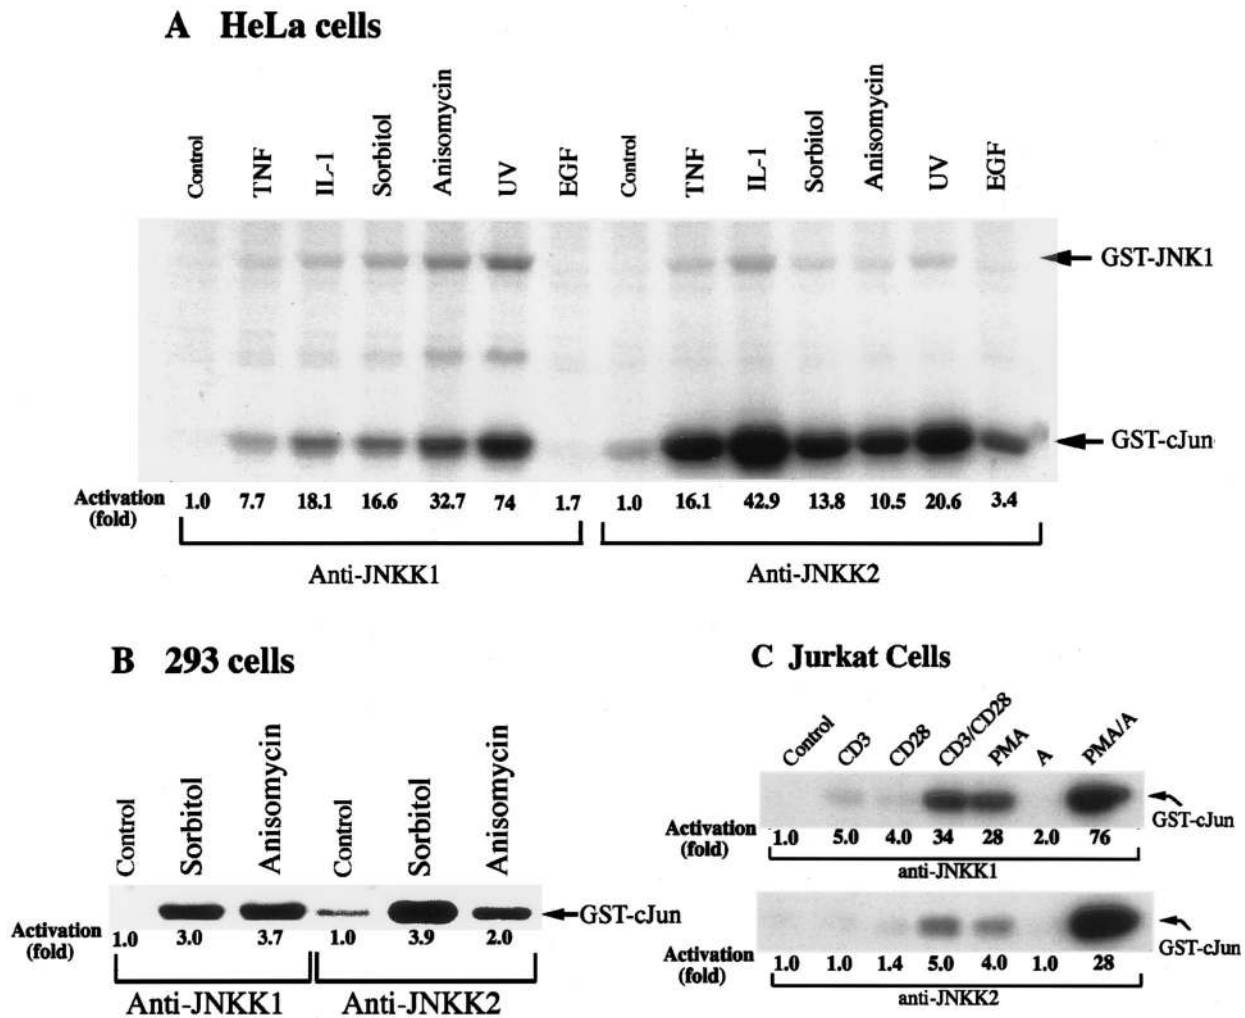 A HeLa cells
Control TNF IL-1 Sorbitol Anisomycin UV EGF Control TNF IL-1 Sorbitol Anisomycin UV EGF
GST-JNK1
GST-cJun
Activation (fold) 1.0 7.7 18.1 16.6 32.7 74 1.7 1.0 16.1 42.9 13.8 10.5 20.6 3.4
Anti-JNKK1 Anti-JNKK2
B 293 cells
Control Sorbitol Anisomycin Control Sorbitol Anisomycin
GST-cJun
Activation (fold) 1.0 3.0 3.7 1.0 3.9 2.0
Anti-JNKK1 Anti-JNKK2
C Jurkat Cells
Control CD3 CD28 CD3/CD28 PMA A PMA/A
GST-cJun
Activation (fold) 1.0 5.0 4.0 34 28 2.0 76
anti-JNKK1
GST-cJun
Activation (fold) 1.0 1.0 1.4 5.0 4.0 1.0 28
anti-JNKK2